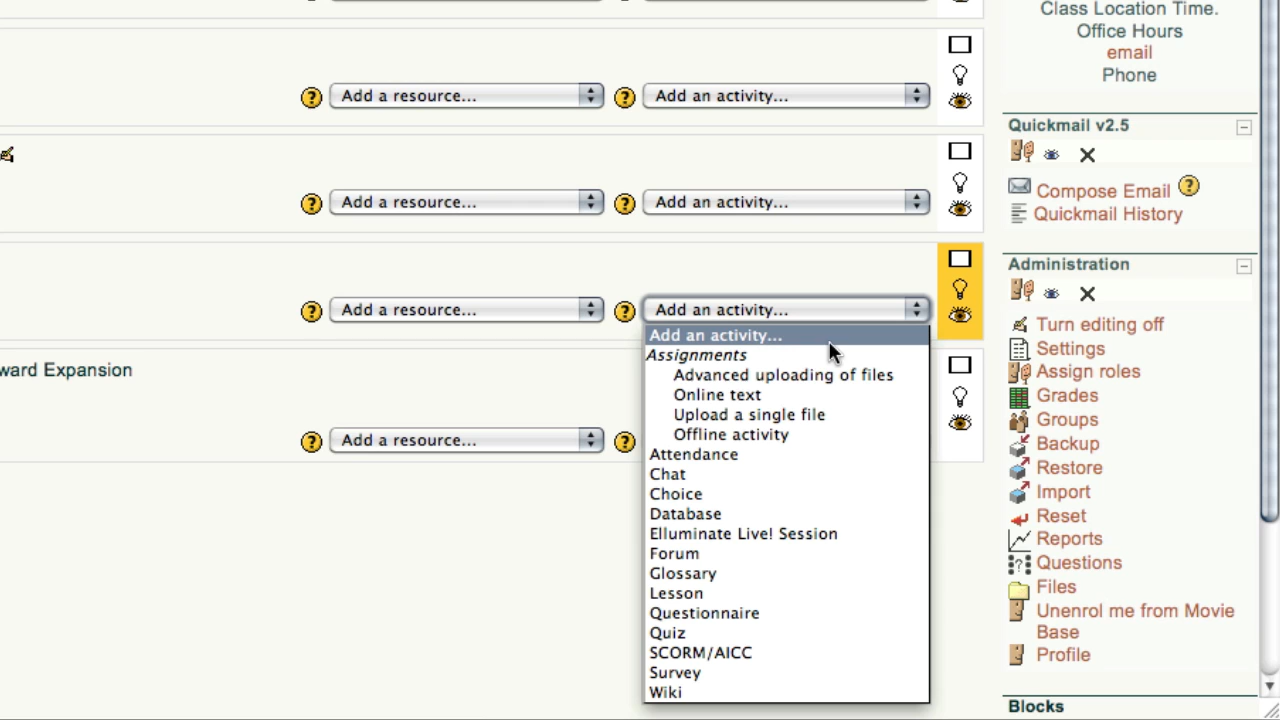 Class Location Time.
Office Hours
email
Phone
Add a resource...
Add an activity...
Quickmail v2.5
Compose Email
Quickmail History
Add a resource...
Add an activity...
Administration
Turn editing off
Settings
Assign roles
Grades
Groups
Backup
Restore
Import
Reset
Reports
Questions
Files
Unenrol me from Movie
Base
Profile
Blocks
Add a resource...
Add an activity...
Add an activity...
Assignments
Advanced uploading of files
Online text
Upload a single file
Offline activity
Attendance
Chat
Choice
Database
Elluminate Live! Session
Forum
Glossary
Lesson
Questionnaire
Quiz
SCORM/AICC
Survey
Wiki
ward Expansion
Add a resource...